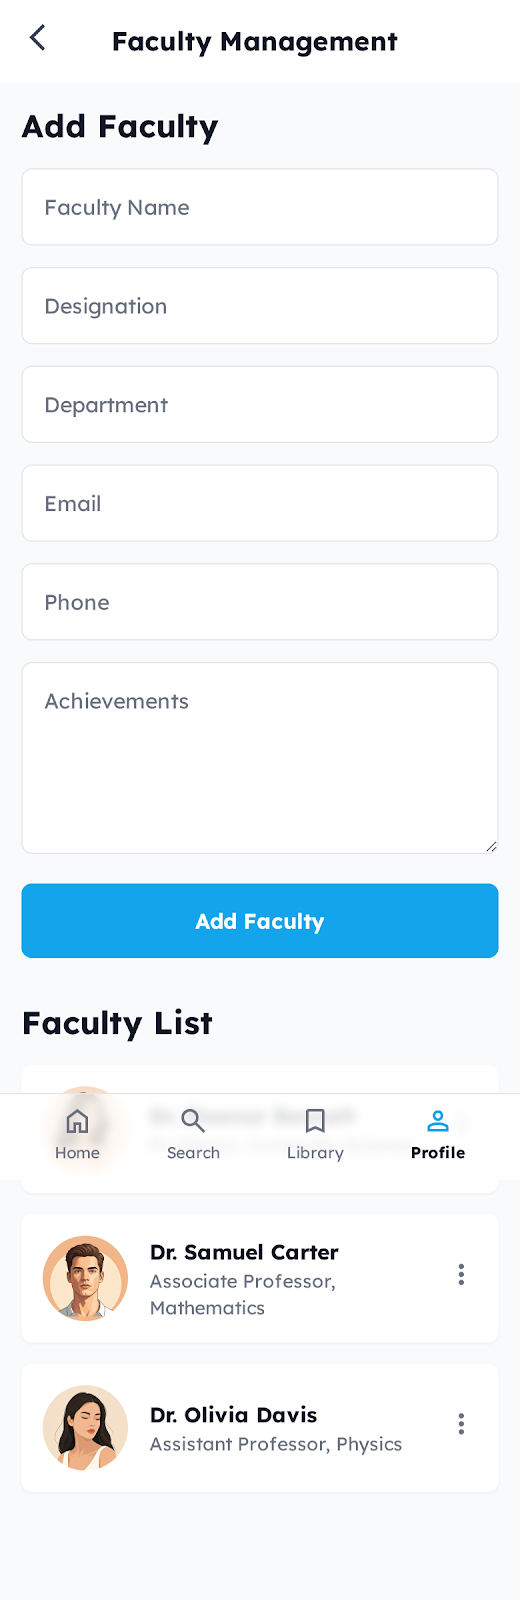 Faculty Management
Add Faculty
Faculty Name
Designation
Department
Email
Phone
Achievements
Add Faculty
Faculty List
Home
Search
Library
Profile
Dr. Samuel Carter
Associate Professor,
Mathematics
Dr. Olivia Davis
Assistant Professor, Physics